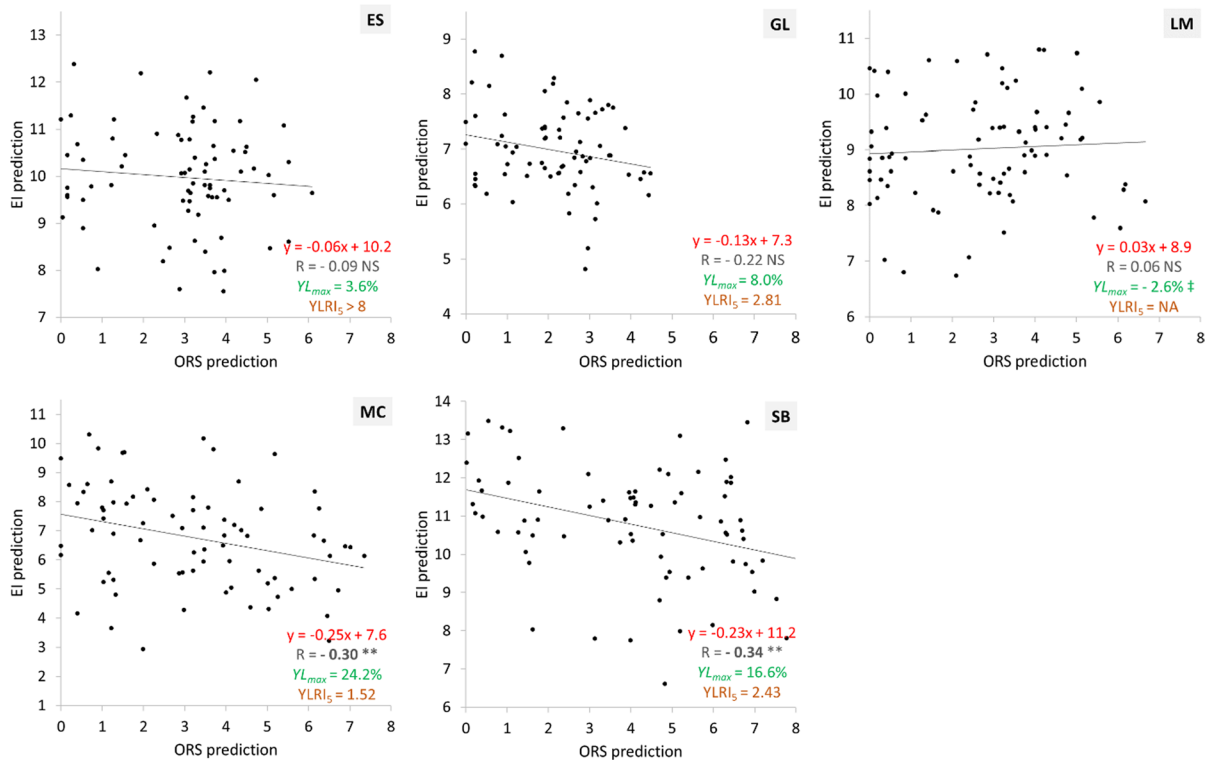 ES
13
12
11
10
9
8
7
EI prediction
0 1 2 3 4 5 6 7 8
ORS prediction
y = -0.06x + 10.2
R = - 0.09 NS
YLmax = 3.6%
YLRI5 > 8
GL
9
8
7
6
5
4
EI prediction
0 1 2 3 4 5 6 7 8
ORS prediction
y = -0.13x + 7.3
R = - 0.22 NS
YLmax = 8.0%
YLRI5 = 2.81
LM
11
10
9
8
7
6
EI prediction
0 1 2 3 4 5 6 7 8
ORS prediction
y = 0.03x + 8.9
R = 0.06 NS
YLmax = - 2.6% ‡
YLRI5 = NA
MC
11
10
9
8
7
6
5
4
3
2
1
EI prediction
0 1 2 3 4 5 6 7 8
ORS prediction
y = -0.25x + 7.6
R = - 0.30 **
YLmax = 24.2%
YLRI5 = 1.52
SB
14
13
12
11
10
9
8
7
6
EI prediction
0 1 2 3 4 5 6 7 8
ORS prediction
y = -0.23x + 11.2
R = - 0.34 **
YLmax = 16.6%
YLRI5 = 2.43